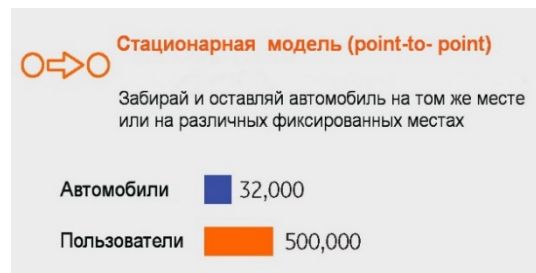 Стационарная модель (point-to- point)
Забирай и оставляй автомобиль на том же месте
или на различных фиксированных местах
Автомобили 32,000
Пользователи 500,000